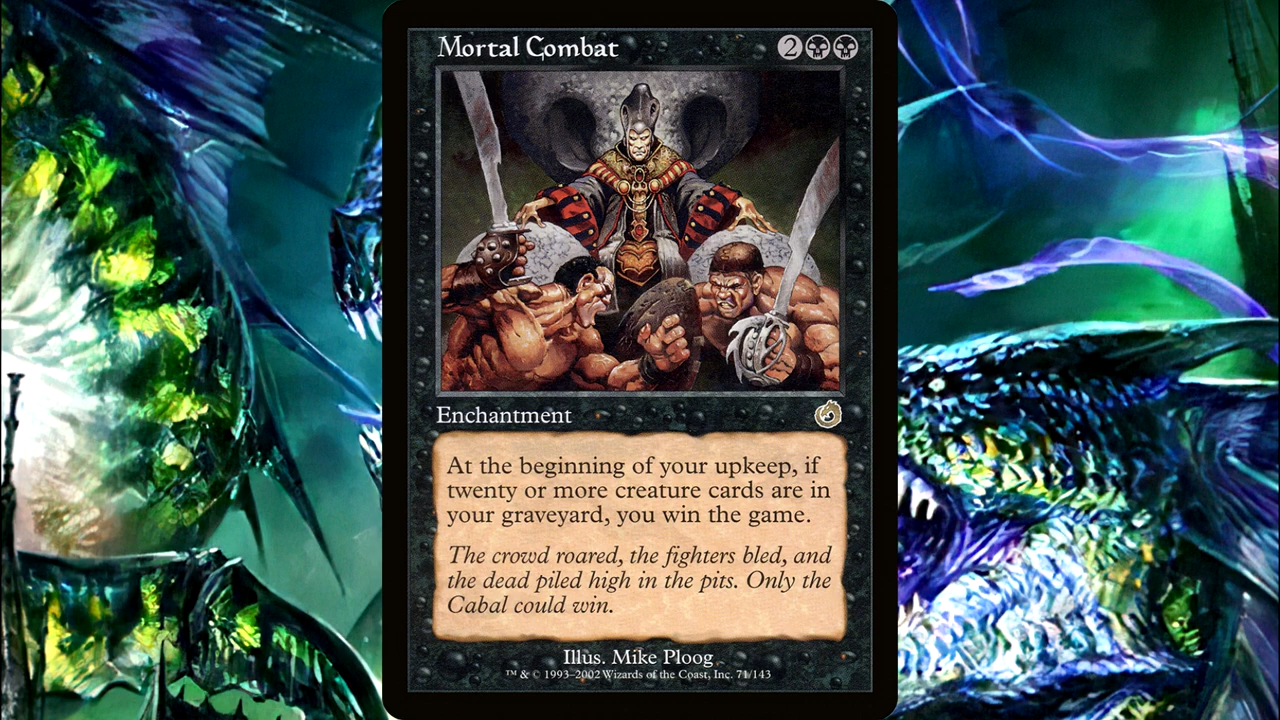 Mortal Combat
2
Enchantment
At the beginning of your upkeep, if
twenty or more creature cards are in
your graveyard, you win the game.
The crowd roared, the fighters bled, and
the dead piled high in the pits. Only the
Cabal could win.
Illus. Mike Ploog
™ & © 1993–2002 Wizards of the Coast, Inc. 71/143